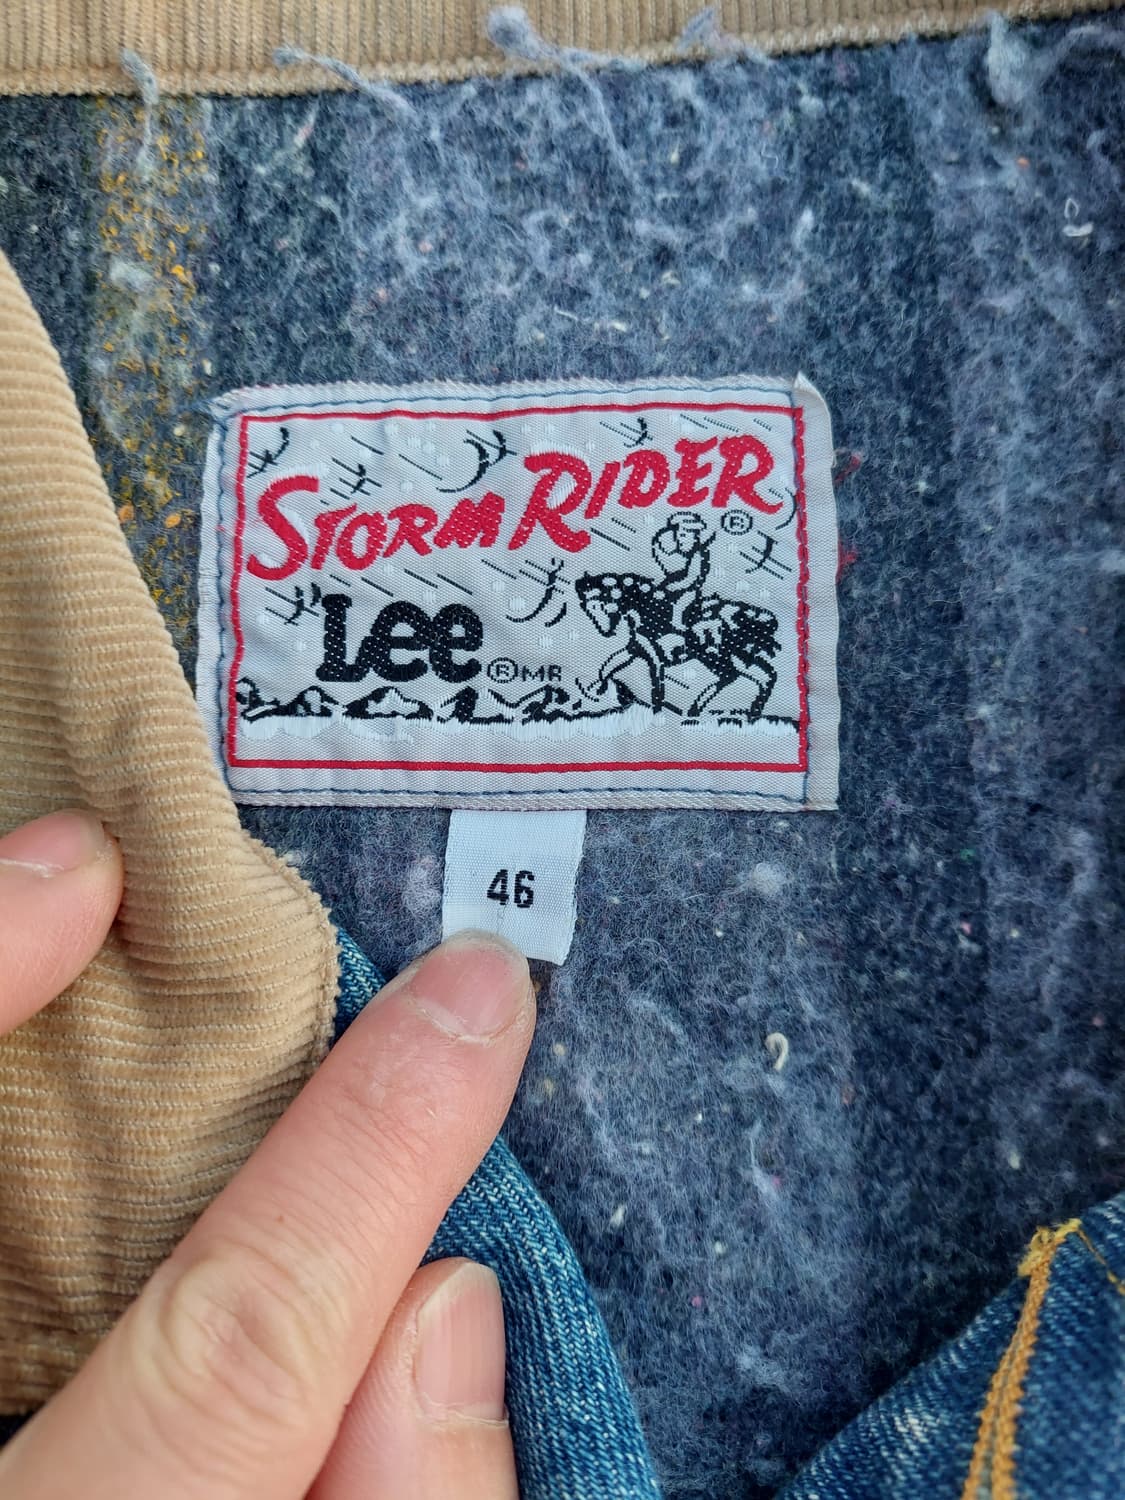 STORM RIDER ®
Lee ® MR
46